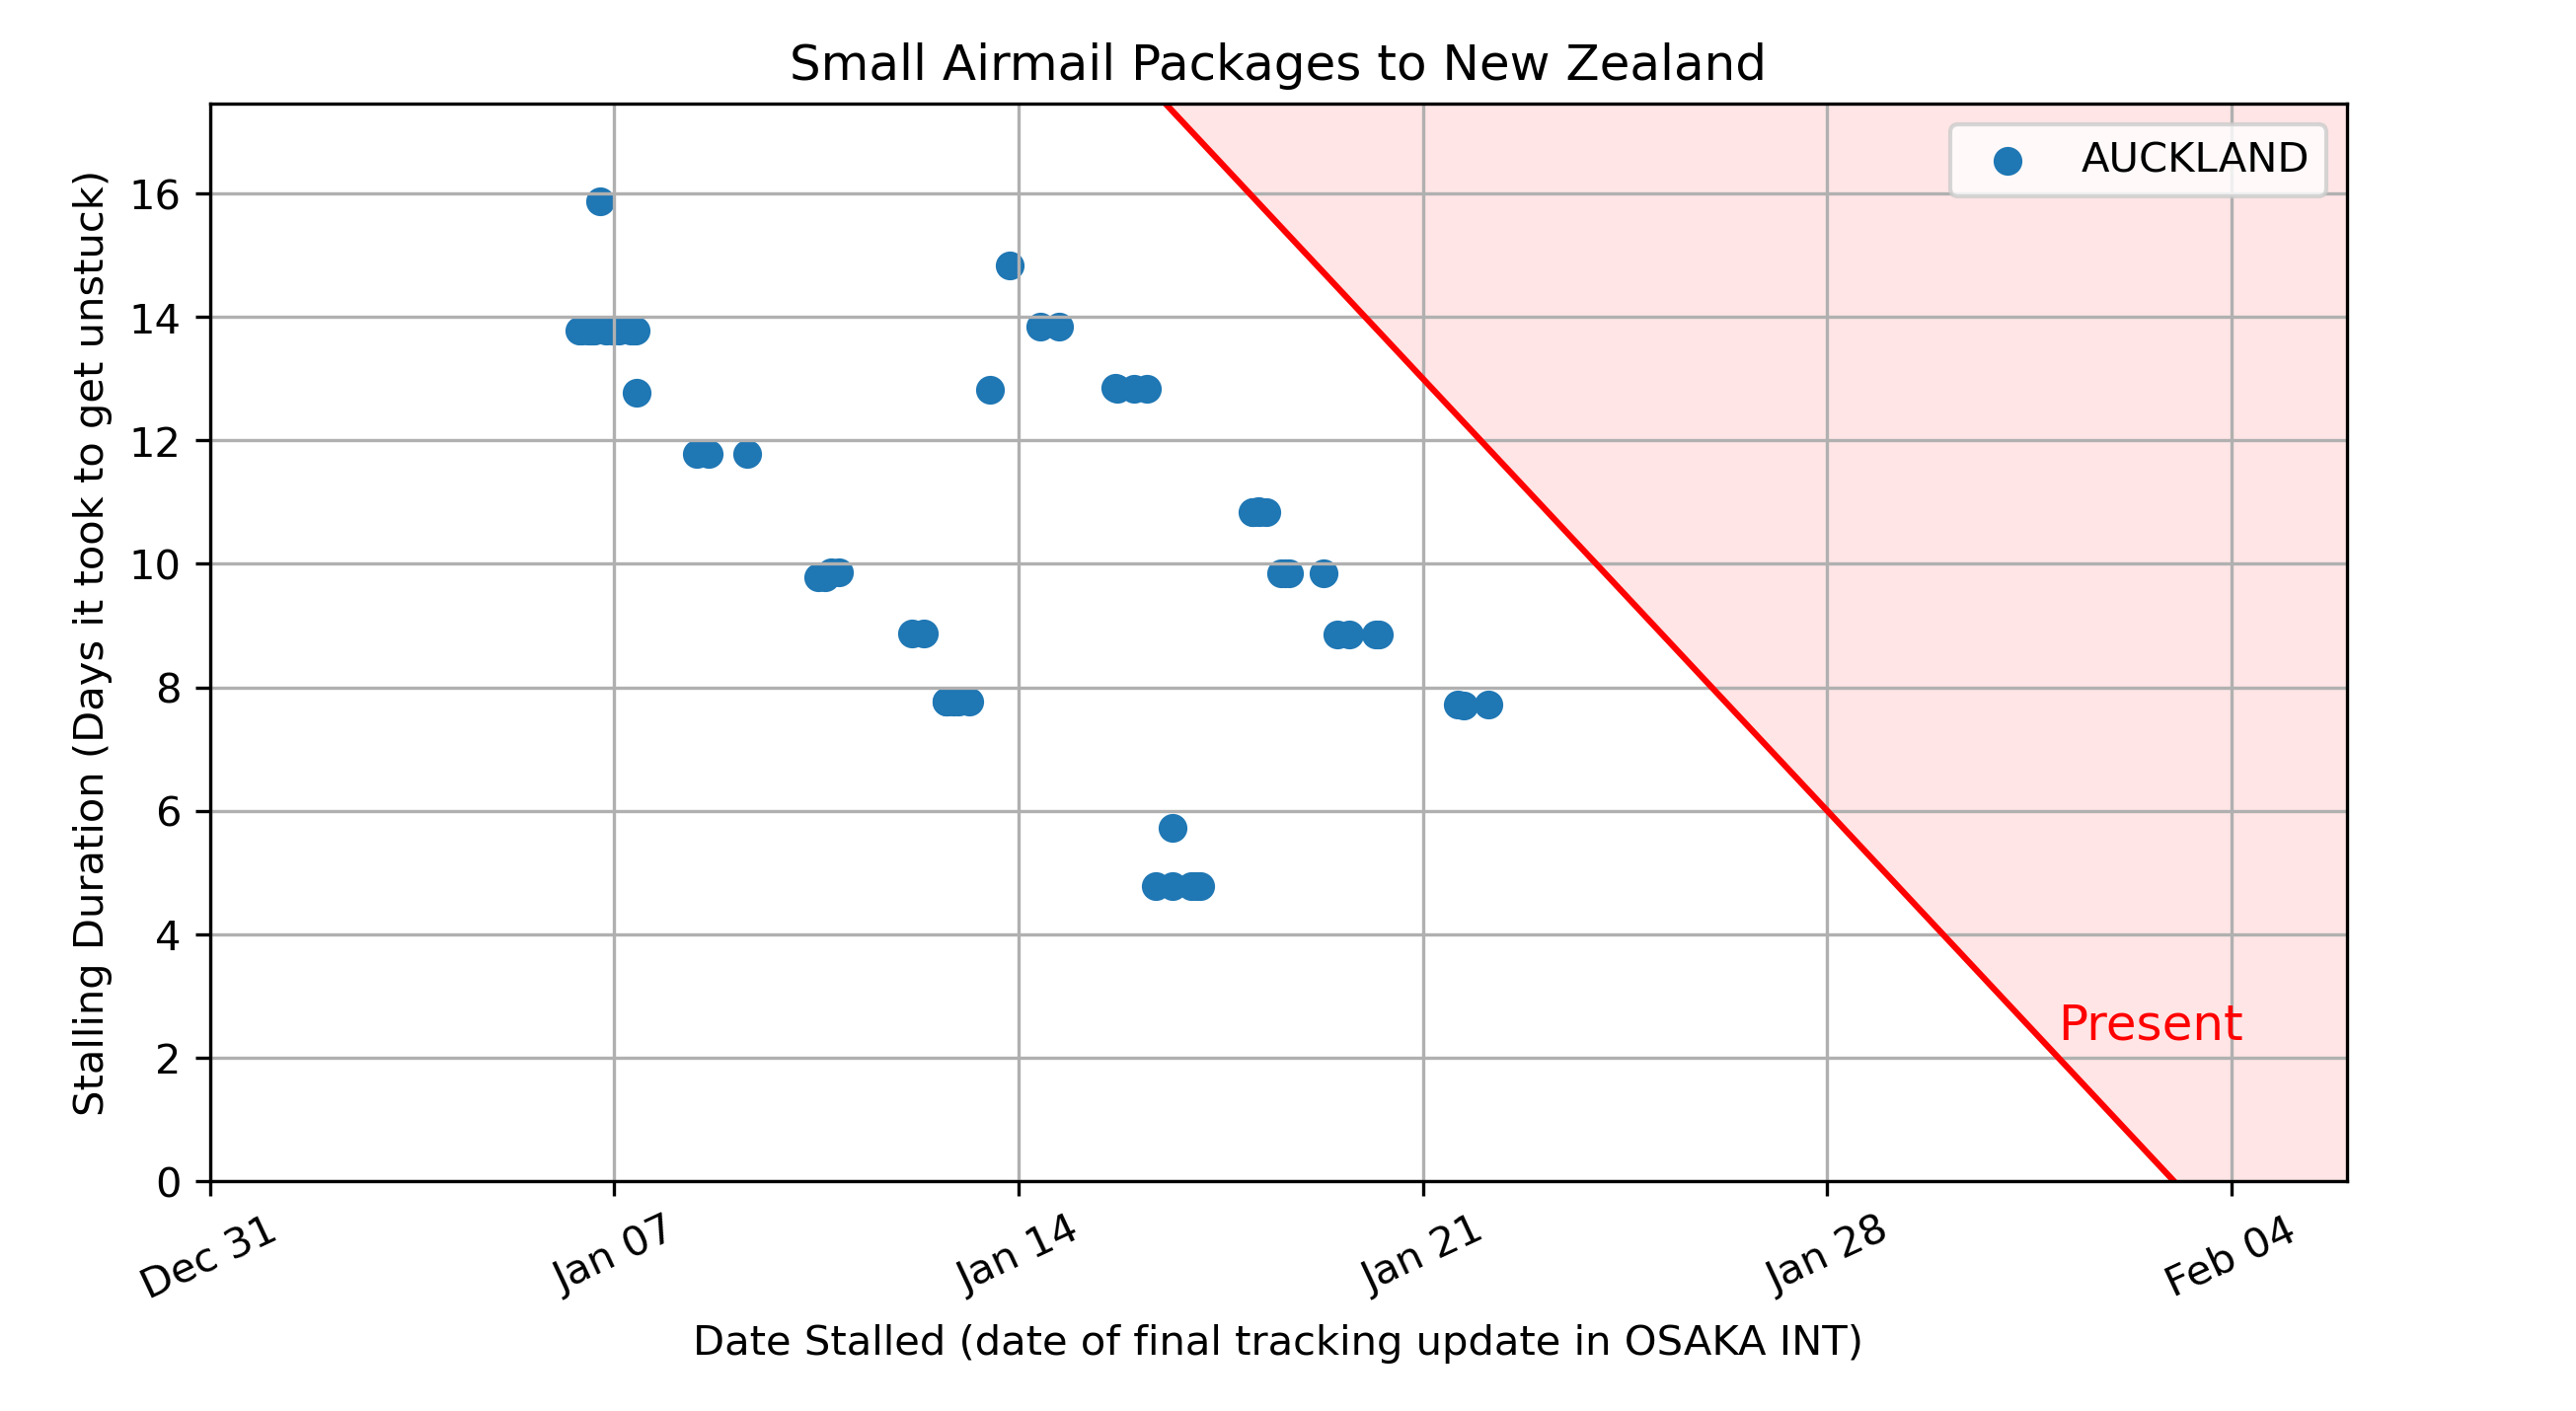 Small Airmail Packages to New Zealand
AUCKLAND
Stalling Duration (Days it took to get unstuck)
16
14
12
10
8
6
4
2
0
Present
Dec 31
Jan 07
Jan 14
Jan 21
Jan 28
Feb 04
Date Stalled (date of final tracking update in OSAKA INT)